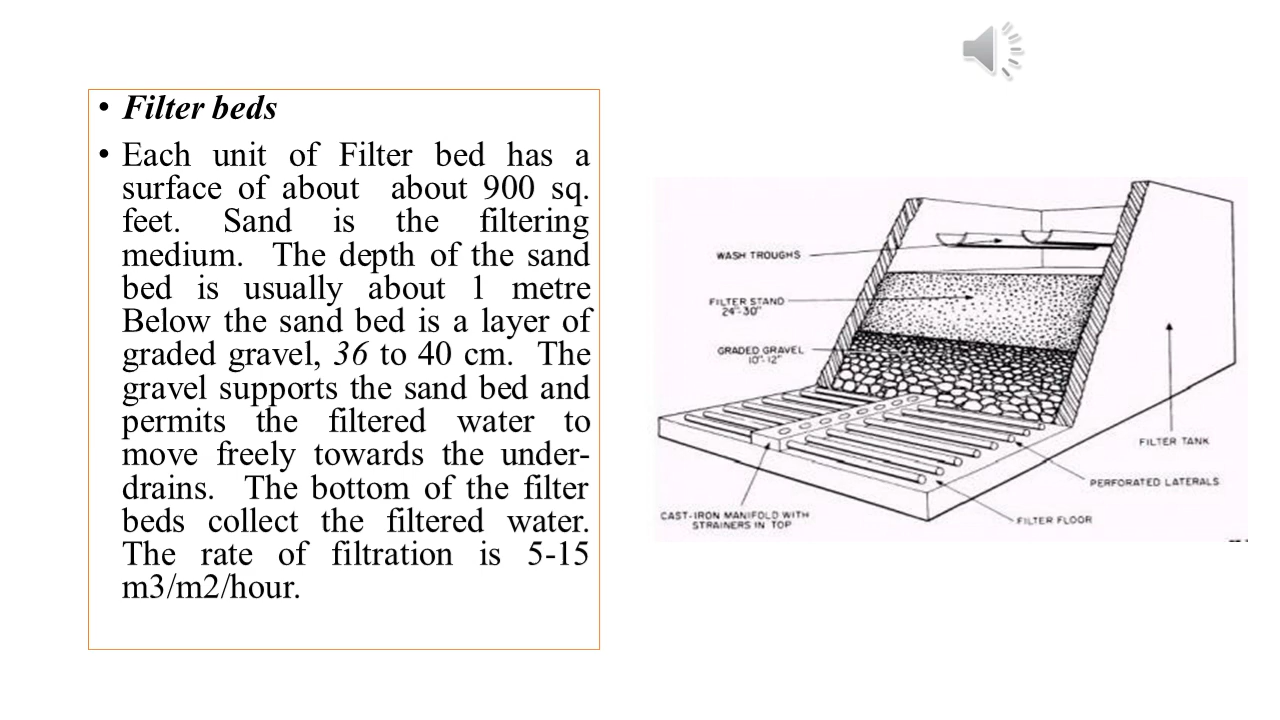 • Filter beds
• Each unit of Filter bed has a
surface of about about 900 sq.
feet. Sand is the filtering
medium. The depth of the sand
bed is usually about 1 metre
Below the sand bed is a layer of
graded gravel, 36 to 40 cm. The
gravel supports the sand bed and
permits the filtered water to
move freely towards the under-
drains. The bottom of the filter
beds collect the filtered water.
The rate of filtration is 5-15
m3/m2/hour.
WASH TROUGHS
FILTER STAND
24"-30"
GRADED GRAVEL
10"-12"
FILTER TANK
PERFORATED LATERALS
CAST-IRON MANIFOLD WITH
STRAINERS IN TOP
FILTER FLOOR